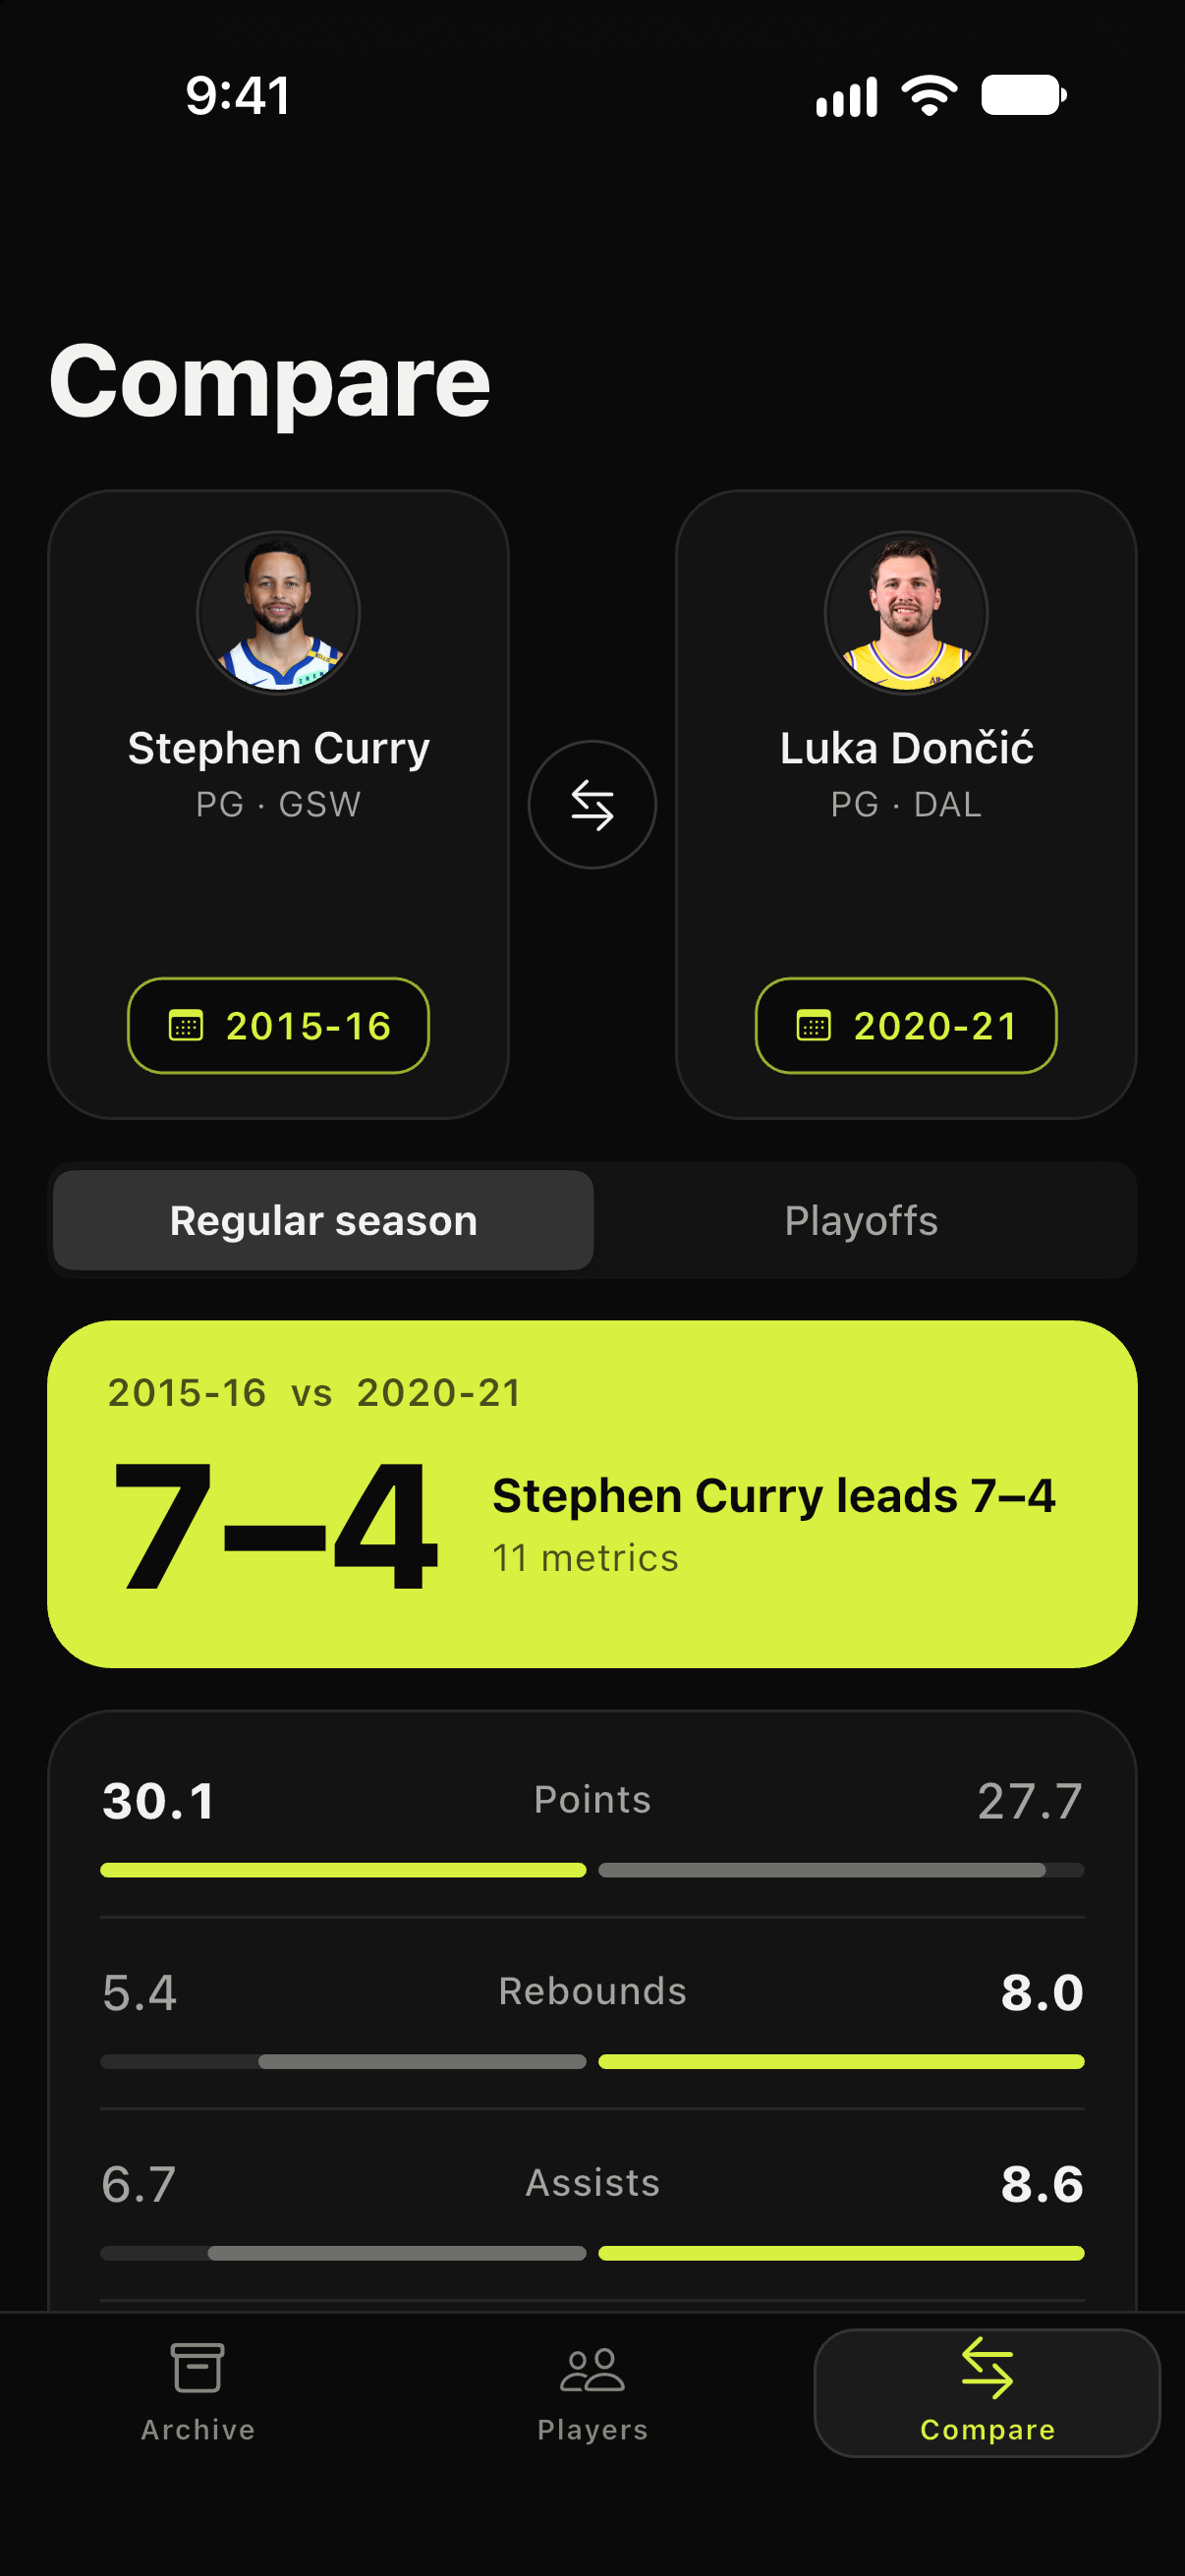 9:41
Compare
Stephen Curry
PG · GSW
2015-16
Luka Dončić
PG · DAL
2020-21
Regular season
Playoffs
2015-16 vs 2020-21
7–4
Stephen Curry leads 7–4
11 metrics
30.1 Points 27.7
5.4 Rebounds 8.0
6.7 Assists 8.6
Archive
Players
Compare